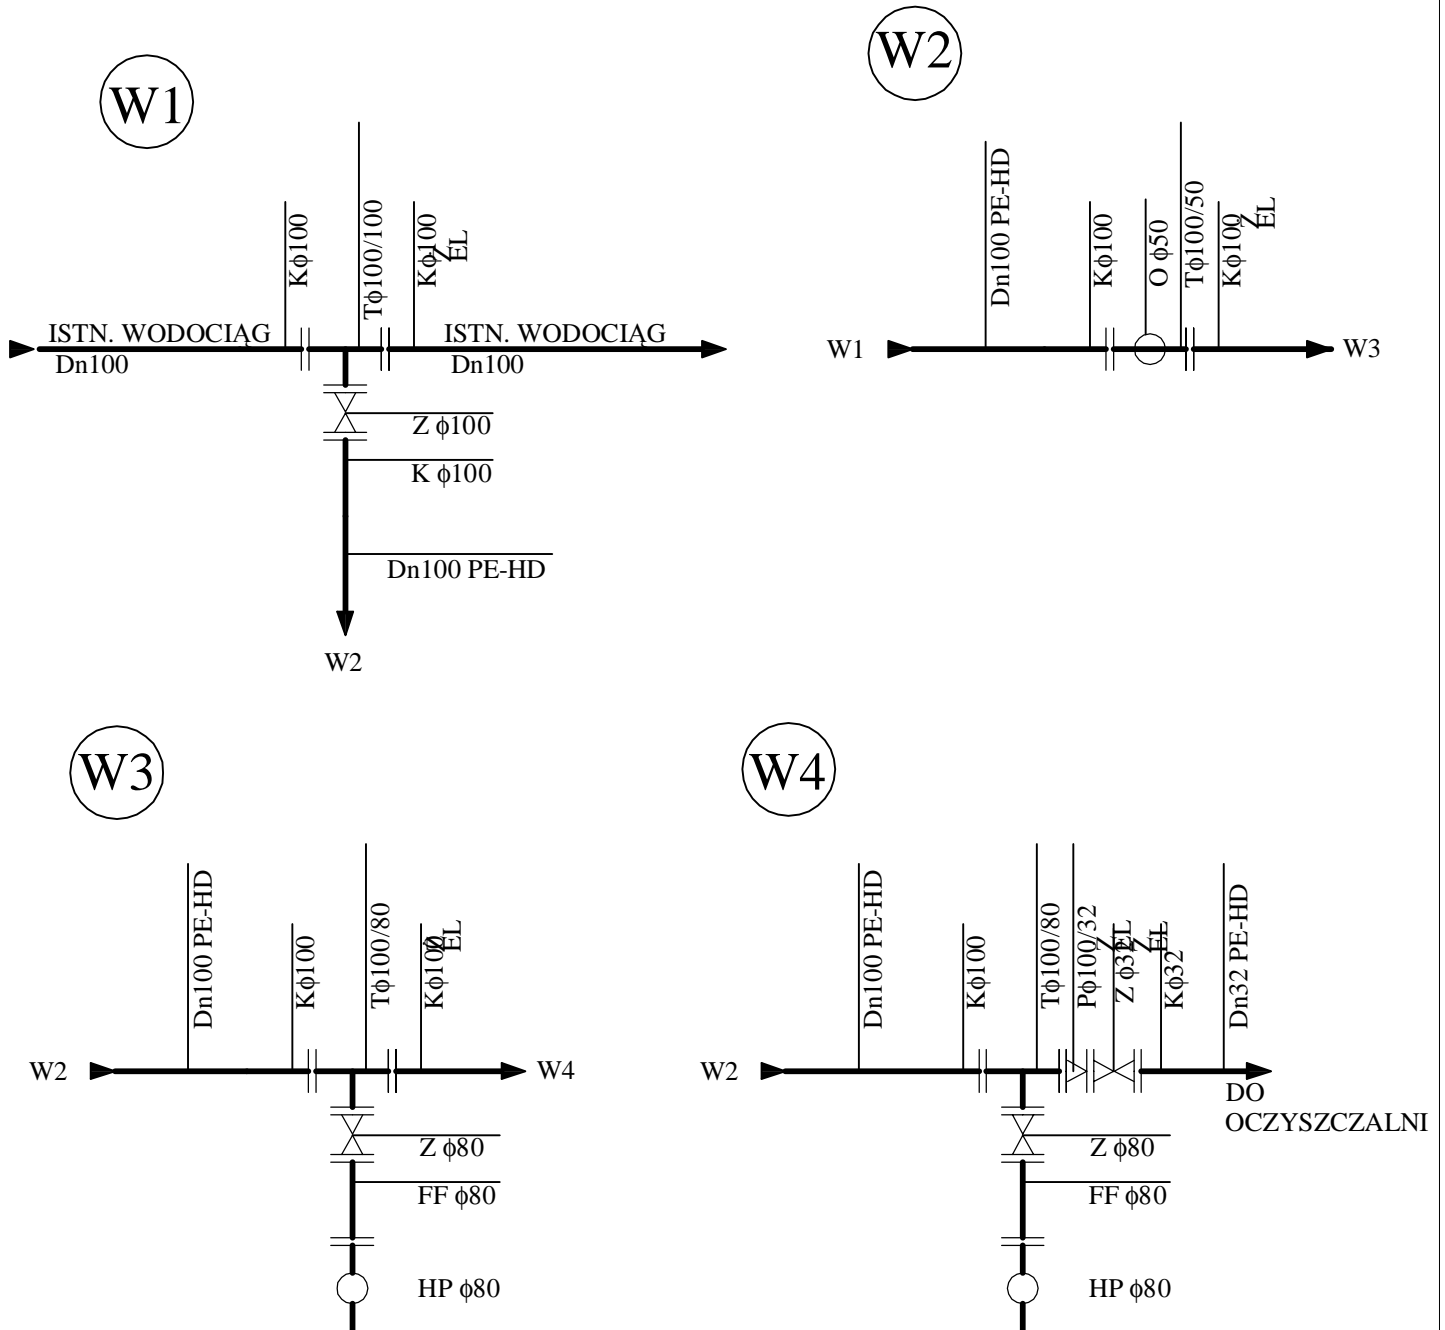 W1
Kϕ100
Tϕ100/100
Kϕ100
ŻEL
ISTN. WODOCIĄG
Dn100
ISTN. WODOCIĄG
Dn100
Z ϕ100
K ϕ100
Dn100 PE-HD
W2
W2
W1
Dn100 PE-HD
Kϕ100
O ϕ50
Tϕ100/50
Kϕ100
ŻEL
W3
W3
W2
Dn100 PE-HD
Kϕ100
Tϕ100/80
Kϕ100
ŻEL
W4
Z ϕ80
FF ϕ80
HP ϕ80
W4
W2
Dn100 PE-HD
Kϕ100
Tϕ100/80
Pϕ100/32
ŻEL
Z ϕ32
ŻEL
Kϕ32
Dn32 PE-HD
DO
OCZYSZCZALNI
Z ϕ80
FF ϕ80
HP ϕ80